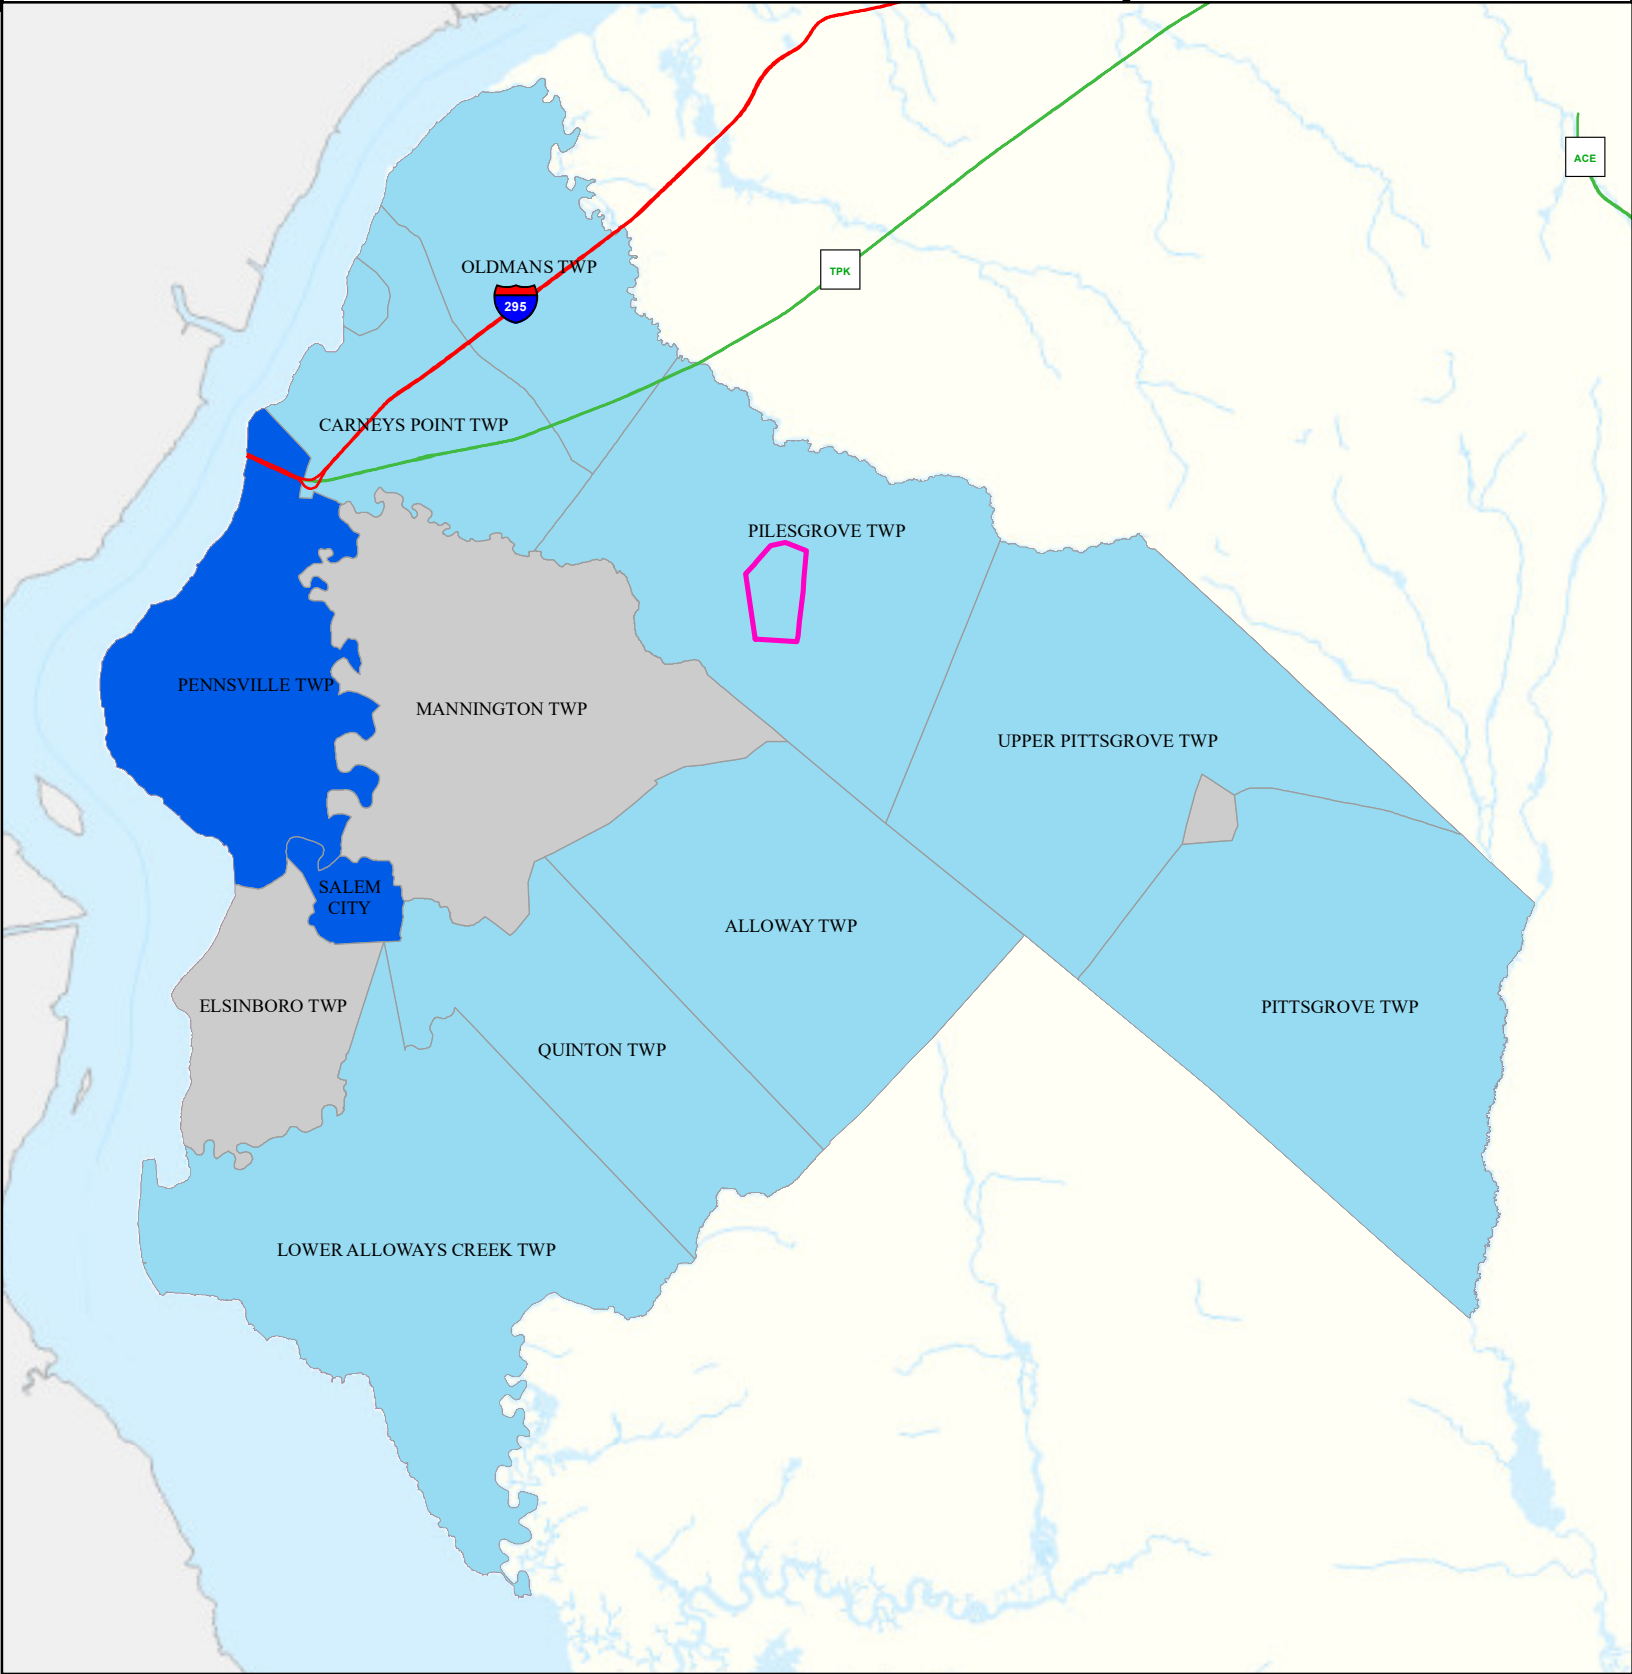 ACE
OLDMANS TWP
TPK
295
CARNEYS POINT TWP
PILESGROVE TWP
PENNSVILLE TWP
MANNINGTON TWP
UPPER PITTSGROVE TWP
SALEM
CITY
ALLOWAY TWP
ELSINBORO TWP
PITTSGROVE TWP
QUINTON TWP
LOWER ALLOWAYS CREEK TWP